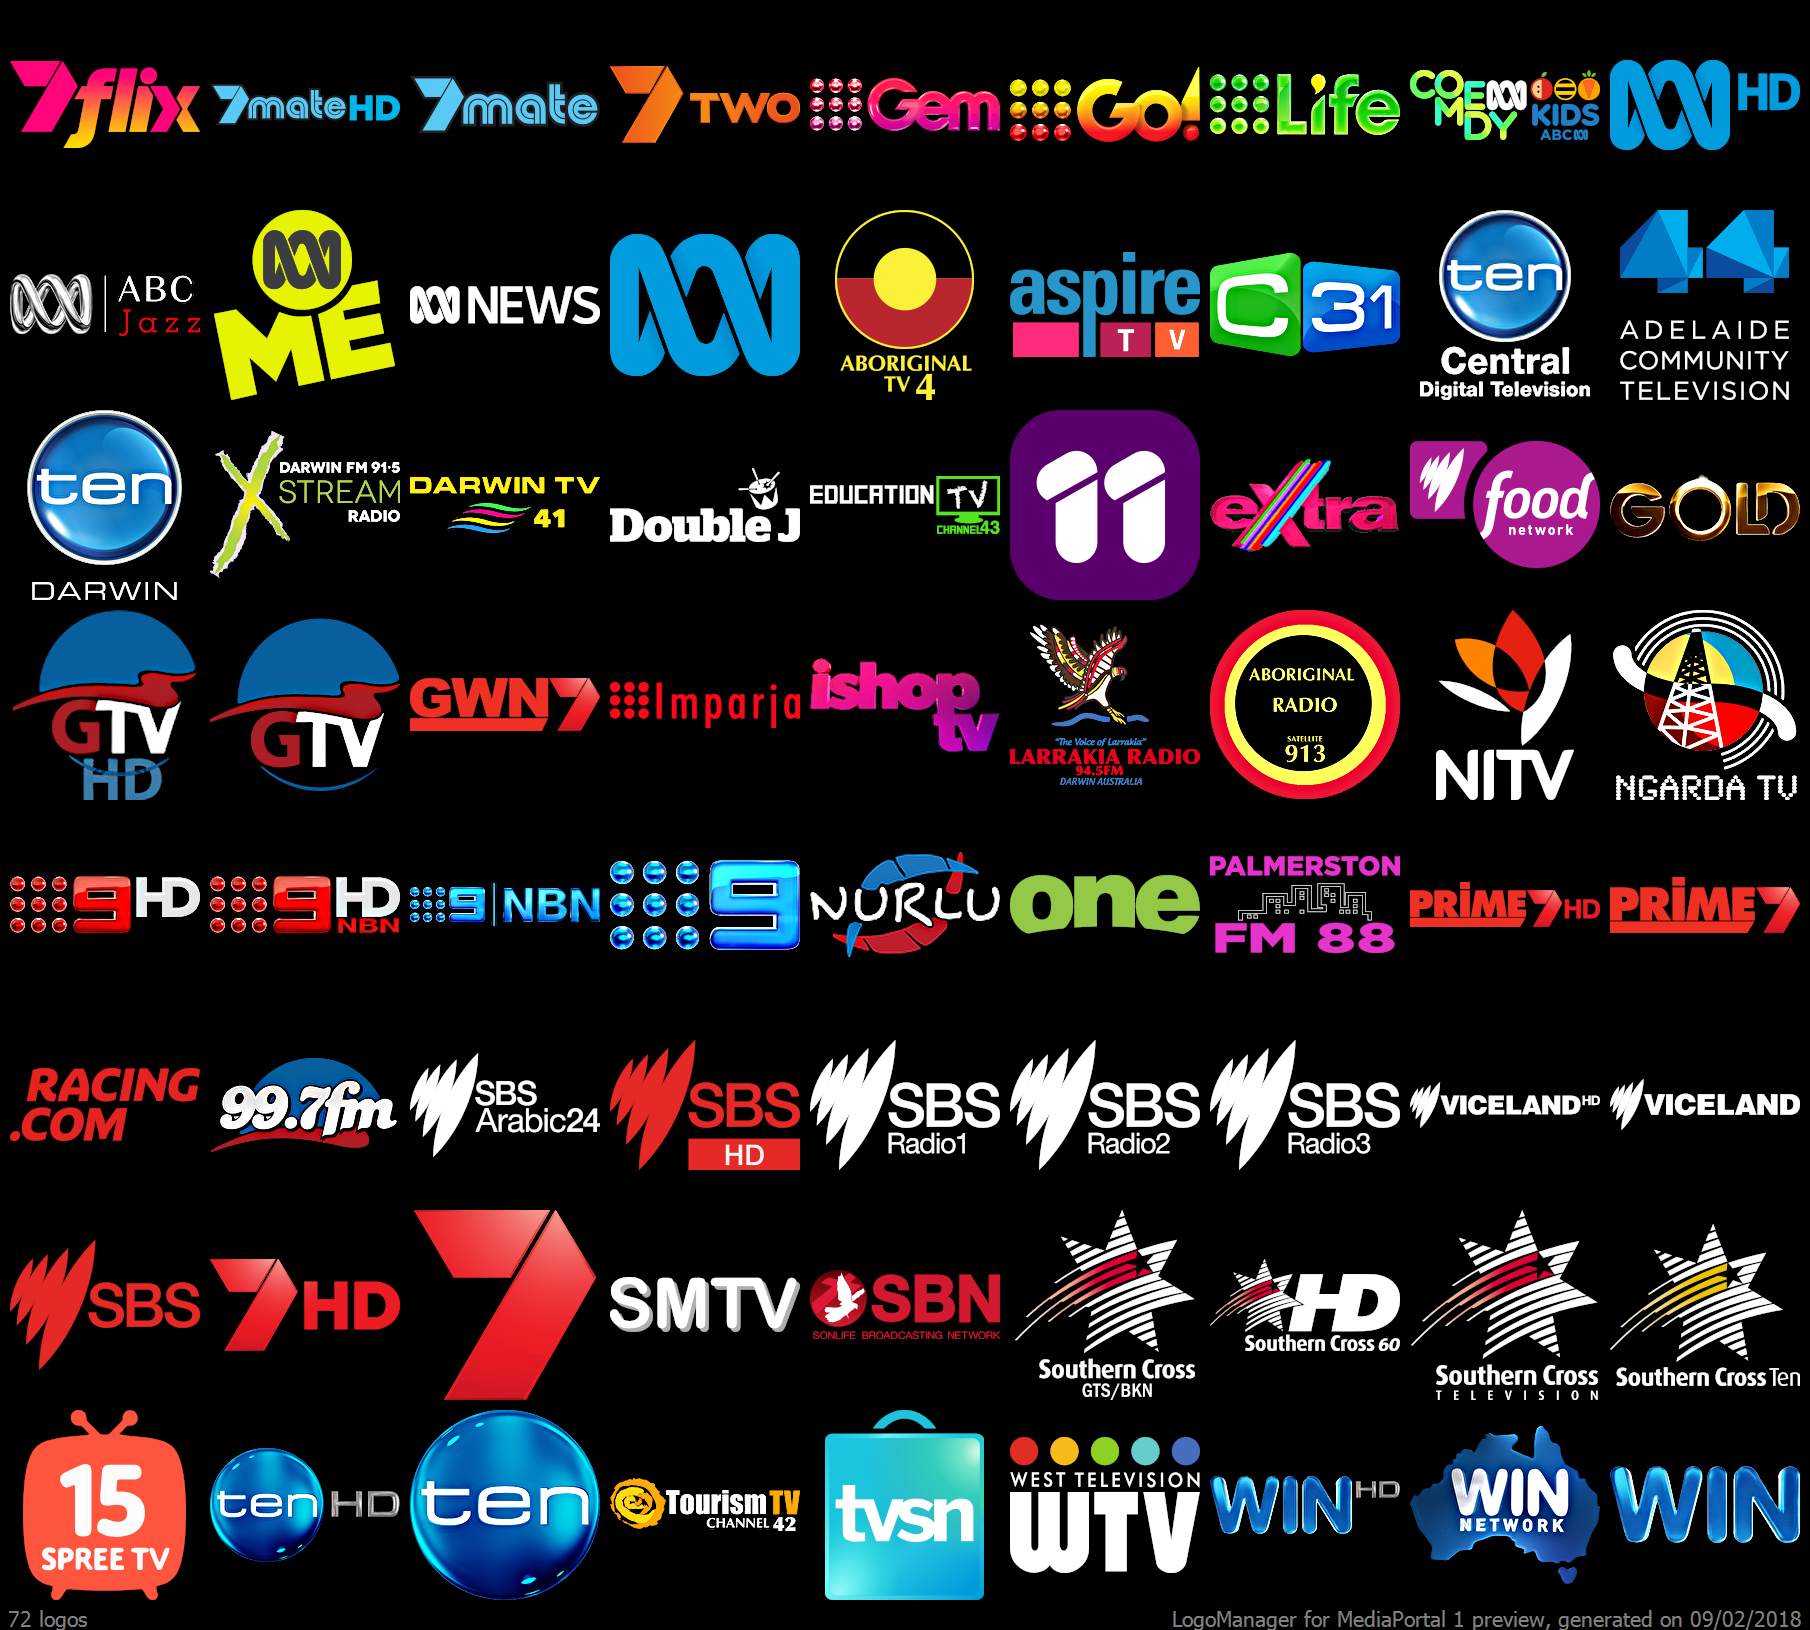 7flix
7mateHD
7mate
7TWO
Gem
Go!
Life
COMEDY
KIDS
ABC
HD
ABC
Jazz
ME
NEWS
ABORIGINAL
TV 4
aspire
TV
C 31
ten
Central
Digital Television
44
ADELAIDE
COMMUNITY
TELEVISION
ten
DARWIN
X
DARWIN FM 91·5
STREAM
RADIO
DARWIN TV
41
Double J
EDUCATION TV
CHANNEL43
11
eXtra
food
network
GOLD
GTV
HD
GTV
GWN7
Imparja
ishop
tv
"The Voice of Larrakia"
LARRAKIA RADIO
94.5FM
DARWIN AUSTRALIA
ABORIGINAL
RADIO
SATELLITE
913
NITV
NGARDA TV
9HD
9HD
NBN
9 NBN
9
NURLU
one
PALMERSTON
FM 88
PRIME7 HD
PRIME7
RACING
.COM
99.7fm
SBS
Arabic24
SBS
HD
SBS
Radio1
SBS
Radio2
SBS
Radio3
VICELAND HD
VICELAND
SBS
7HD
7
SMTV
SBN
SONLIFE BROADCASTING NETWORK
Southern Cross
GTS/BKN
HD
Southern Cross 60
Southern Cross
TELEVISION
Southern Cross Ten
15
SPREE TV
ten HD
ten
Tourism TV
CHANNEL 42
tvsn
WEST TELEVISION
WTV
WIN HD
WIN
NETWORK
WIN
72 logos
LogoManager for MediaPortal 1 preview, generated on 09/02/2018